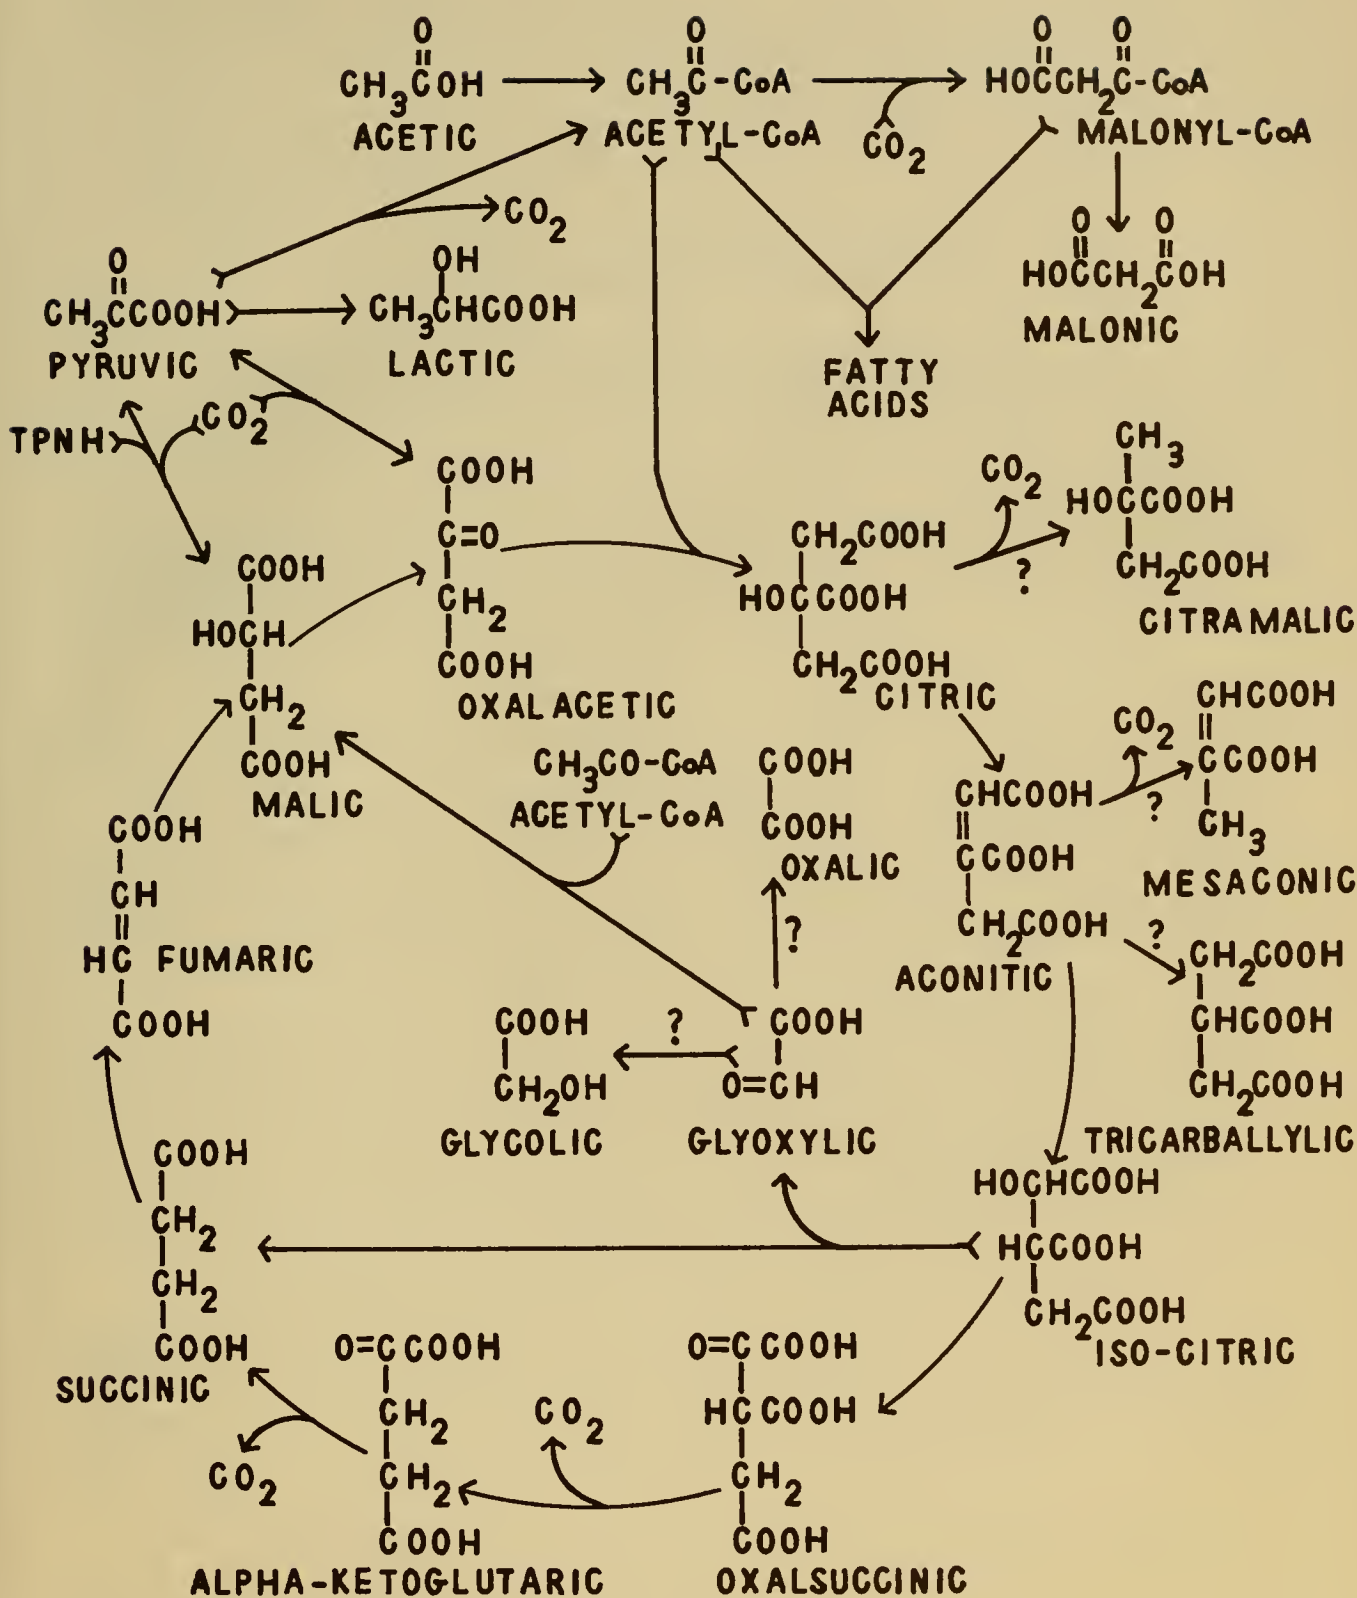 O
||
CH3COH
ACETIC
O
||
CH3C-CoA
ACETYL-CoA
CO2
O O
|| ||
HOCCH2C-CoA
MALONYL-CoA
CO2
O O
|| ||
HOCCH2COH
MALONIC
O
||
CH3CCOOH
PYRUVIC
OH
CH3CHCOOH
LACTIC
FATTY
ACIDS
TPNH
CO2
COOH
C=O
CH2
COOH
OXALACETIC
CH2COOH
HOCCOOH
CH2COOH
CITRIC
CO2
?
CH3
HOCCOOH
CH2COOH
CITRAMALIC
COOH
HOCH
CH2
COOH
MALIC
CH3CO-CoA
ACETYL-CoA
COOH
COOH
OXALIC
?
CHCOOH
||
CCOOH
CH2COOH
ACONITIC
CO2
?
CHCOOH
||
CCOOH
CH3
MESACONIC
?
CH2COOH
CHCOOH
CH2COOH
TRICARBALLYLIC
COOH
CH
||
HC FUMARIC
COOH
COOH
CH2OH
GLYCOLIC
?
COOH
O=CH
GLYOXYLIC
HOCHCOOH
HCCOOH
CH2COOH
ISO-CITRIC
COOH
CH2
CH2
COOH
SUCCINIC
CO2
O=CCOOH
CH2
CH2
COOH
ALPHA-KETOGLUTARIC
CO2
O=CCOOH
HCCOOH
CH2
COOH
OXALSUCCINIC